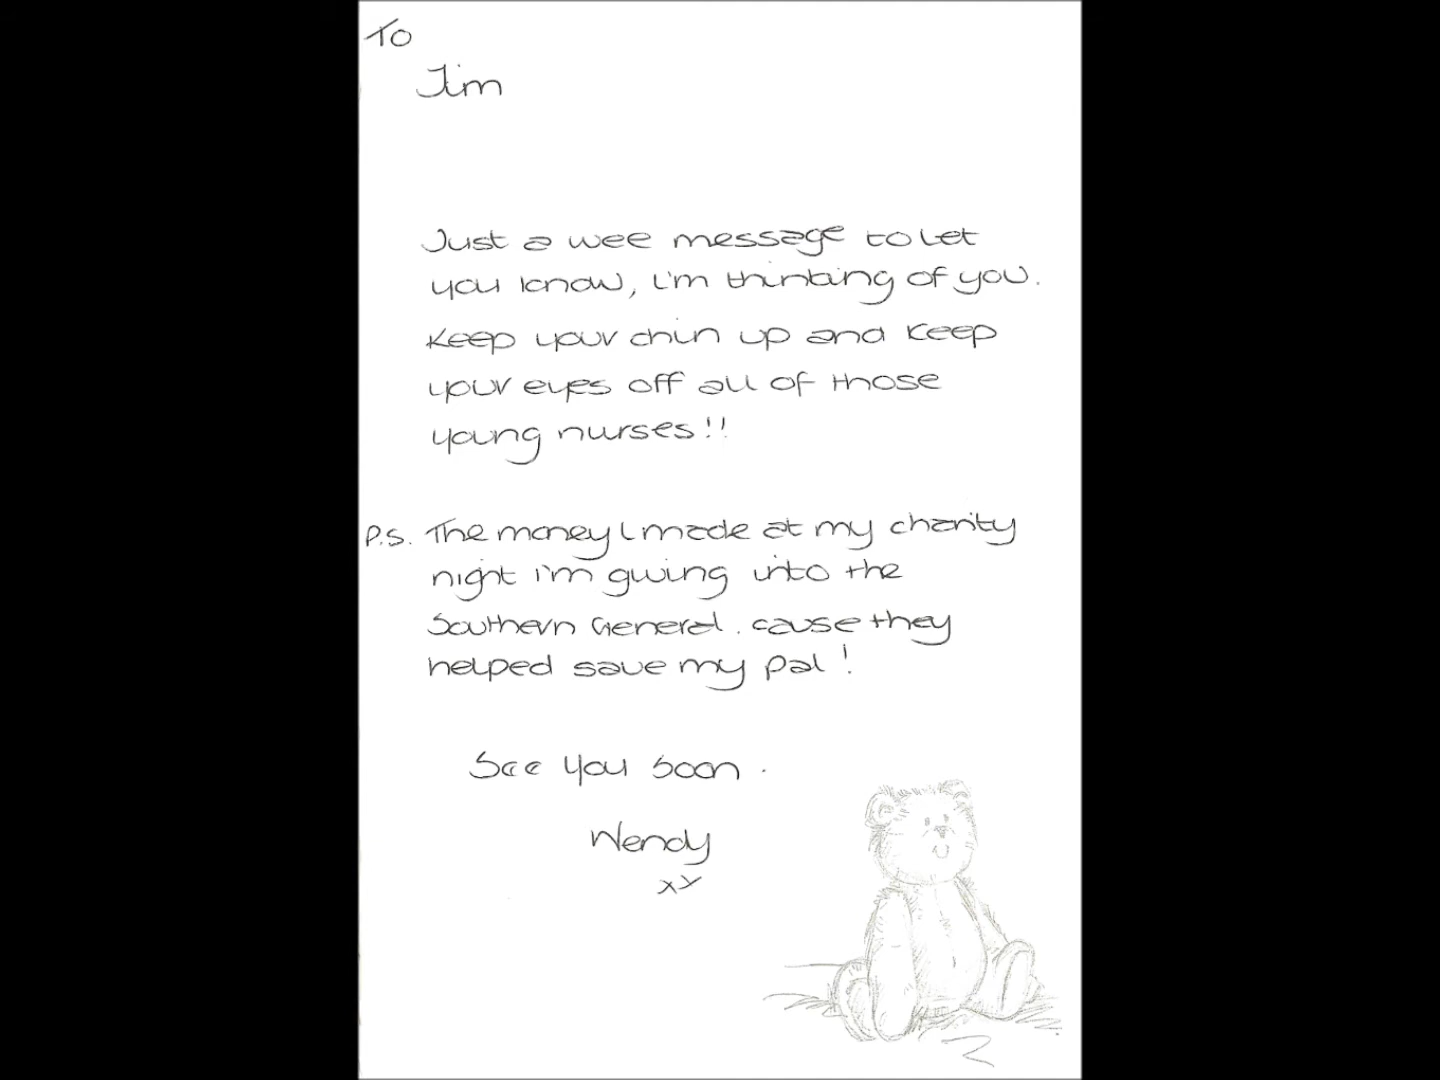 To
Jim
Just a wee message to let
you know, I'm thinking of you.
Keep your chin up and keep
your eyes off all of those
young nurses!!
P.S. The money I made at my charity
night I'm giving into the
Southern General. cause they
helped save my pal!
See you soon.
Wendy
xx